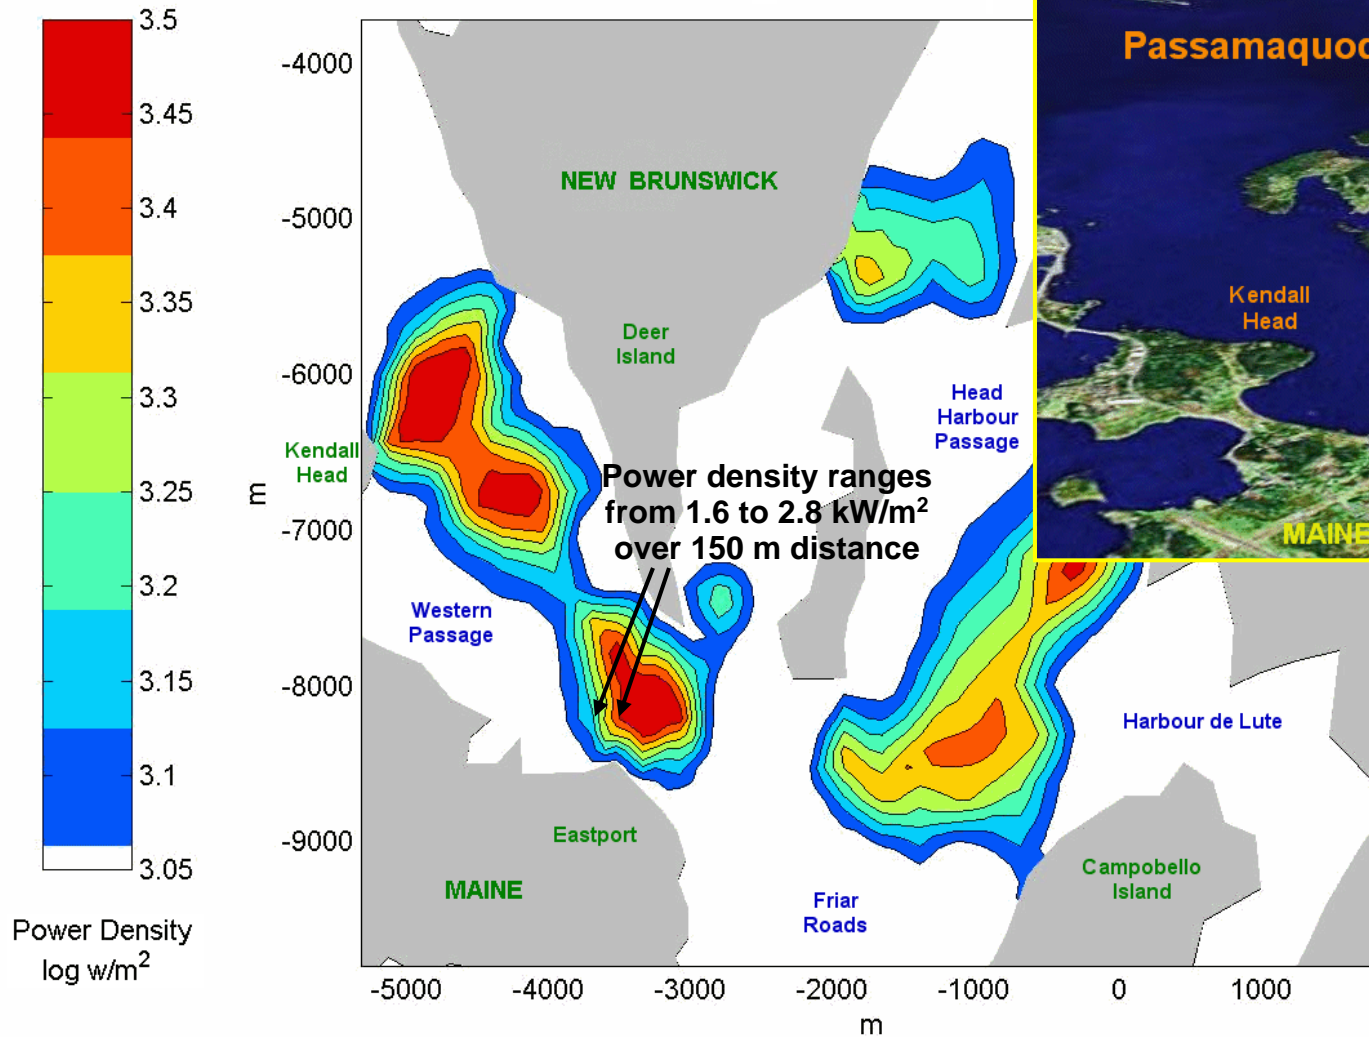 3.5
3.45
3.4
3.35
3.3
3.25
3.2
3.15
3.1
3.05
Power Density
log w/m²
-4000
-5000
-6000
-7000
-8000
-9000
m
-5000
-4000
-3000
-2000
-1000
0
1000
m
NEW BRUNSWICK
Deer
Island
Kendall
Head
Head
Harbour
Passage
Power density ranges
from 1.6 to 2.8 kW/m²
over 150 m distance
Western
Passage
Harbour de Lute
Eastport
MAINE
Friar
Roads
Campobello
Island
Kendall
Head
MAINE